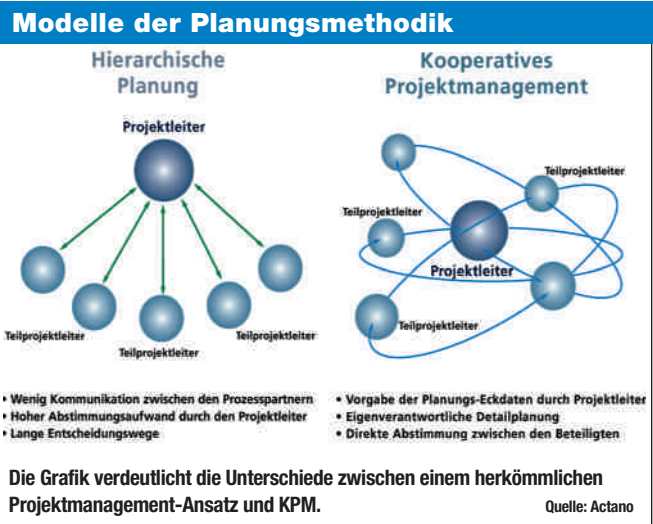 Modelle der Planungsmethodik
Hierarchische
Planung
Projektleiter
Teilprojektleiter
Teilprojektleiter
Teilprojektleiter
• Wenig Kommunikation zwischen den Prozesspartnern
• Hoher Abstimmungsaufwand durch den Projektleiter
• Lange Entscheidungswege
Kooperatives
Projektmanagement
Teilprojektleiter
Teilprojektleiter
Projektleiter
Teilprojektleiter
• Vorgabe der Planungs-Eckdaten durch Projektleiter
• Eigenverantwortliche Detailplanung
• Direkte Abstimmung zwischen den Beteiligten
Die Grafik verdeutlicht die Unterschiede zwischen einem herkömmlichen
Projektmanagement-Ansatz und KPM.
Quelle: Actano